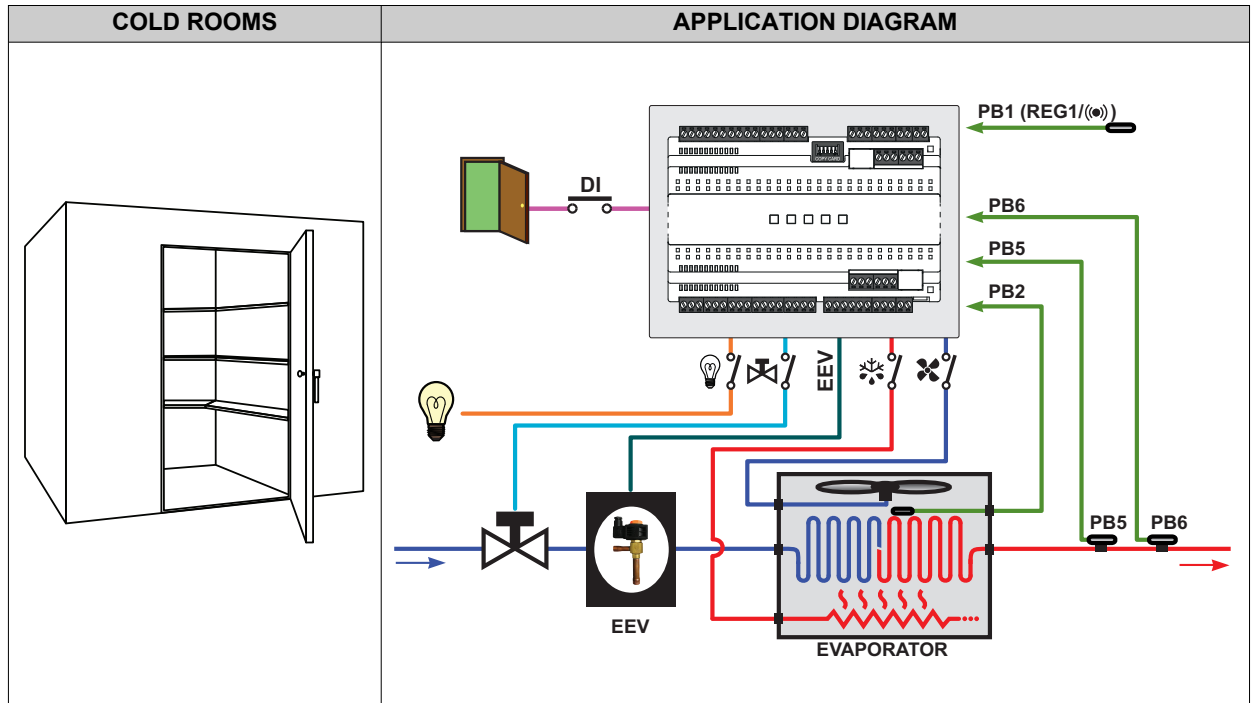 COLD ROOMS
APPLICATION DIAGRAM
PB1 (REG1/ )
COPY CARD
DI
PB6
PB5
PB2
EEV
PB5
PB6
EEV
EVAPORATOR